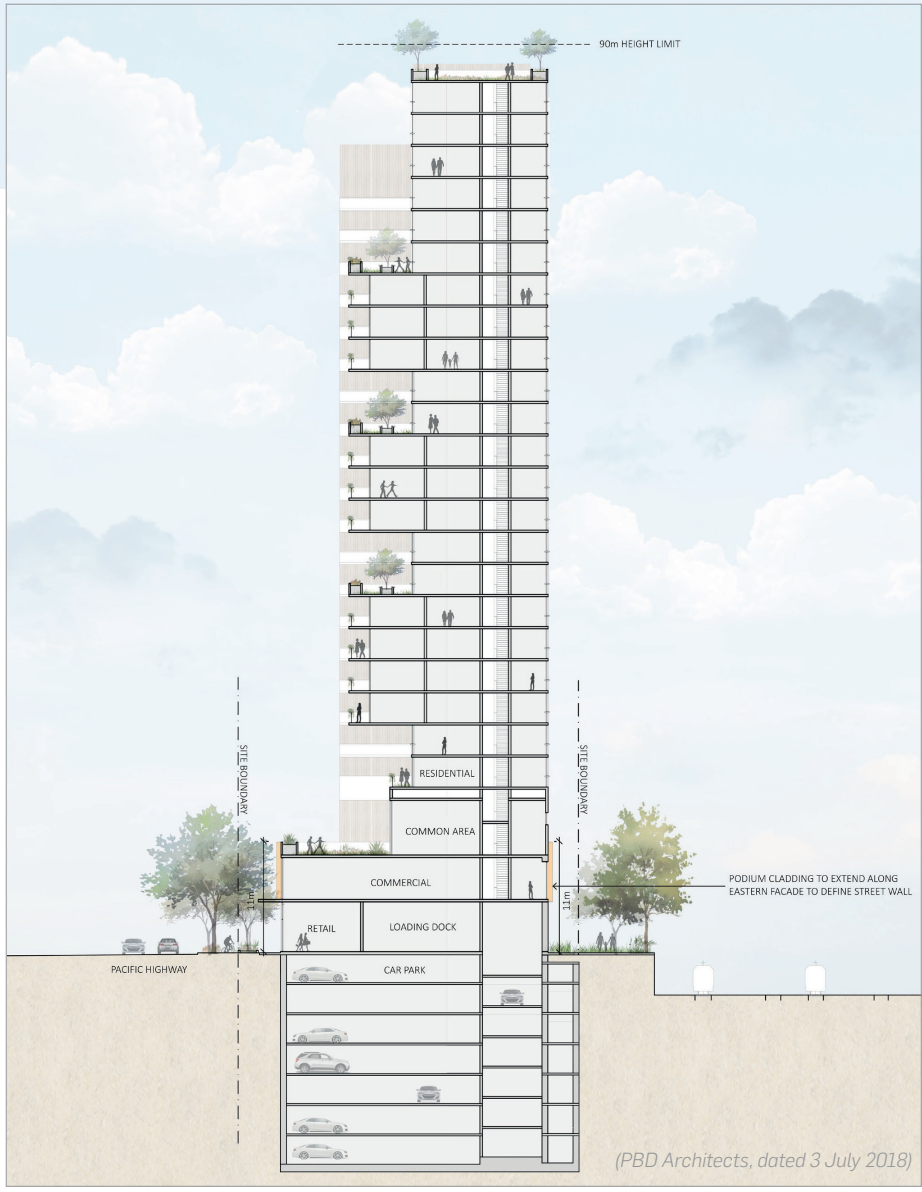 90m HEIGHT LIMIT
SITE BOUNDARY
SITE BOUNDARY
RESIDENTIAL
COMMON AREA
COMMERCIAL
11m
11m
PODIUM CLADDING TO EXTEND ALONG
EASTERN FACADE TO DEFINE STREET WALL
RETAIL
LOADING DOCK
PACIFIC HIGHWAY
CAR PARK
(PBD Architects, dated 3 July 2018)